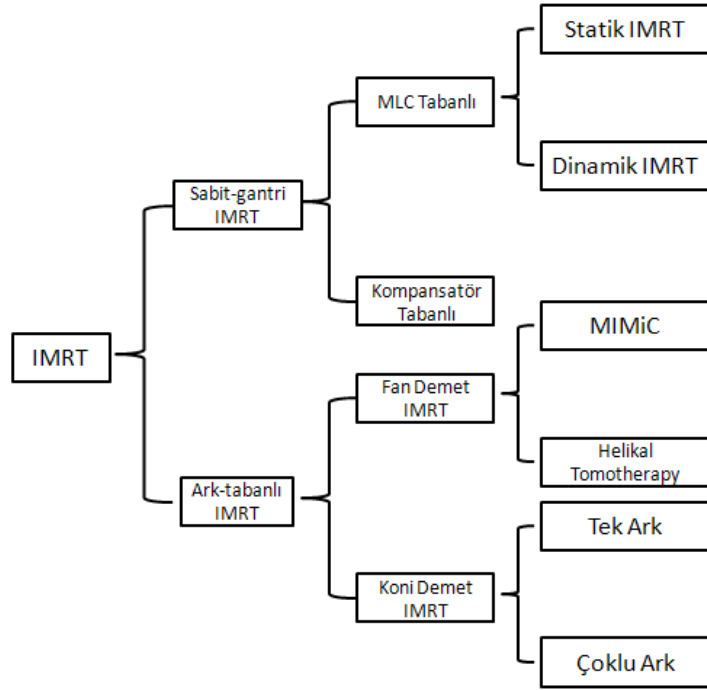 Statik IMRT
MLC Tabanlı
Dinamik IMRT
Sabit-gantri
IMRT
Kompansatör
Tabanlı
MIMiC
IMRT
Fan Demet
IMRT
Helikal
Tomotherapy
Ark-tabanlı
IMRT
Tek Ark
Koni Demet
IMRT
Çoklu Ark